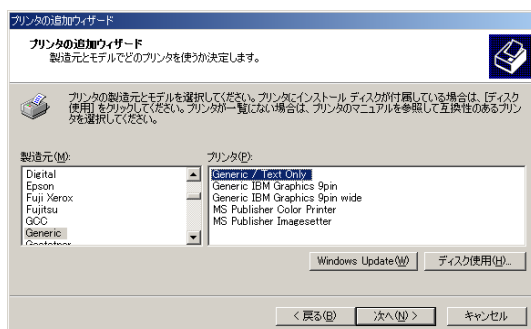 プリンタの追加ウィザード
プリンタの追加ウィザード
製造元とモデルでどのプリンタを使うか決定します。
プリンタの製造元とモデルを選択してください。プリンタにインストール ディスクが付属している場合は、[ディスク
使用] をクリックしてください。プリンタが一覧にない場合は、プリンタのマニュアルを参照して互換性のあるプリン
タを選択してください。
製造元(M):
プリンタ(P):
Digital
Epson
Fuji Xerox
Fujitsu
GCC
Generic
Gestetner
Generic / Text Only
Generic IBM Graphics 9pin
Generic IBM Graphics 9pin wide
MS Publisher Color Printer
MS Publisher Imagesetter
Windows Update(W)
ディスク使用(H)...
< 戻る(B)
次へ(N) >
キャンセル